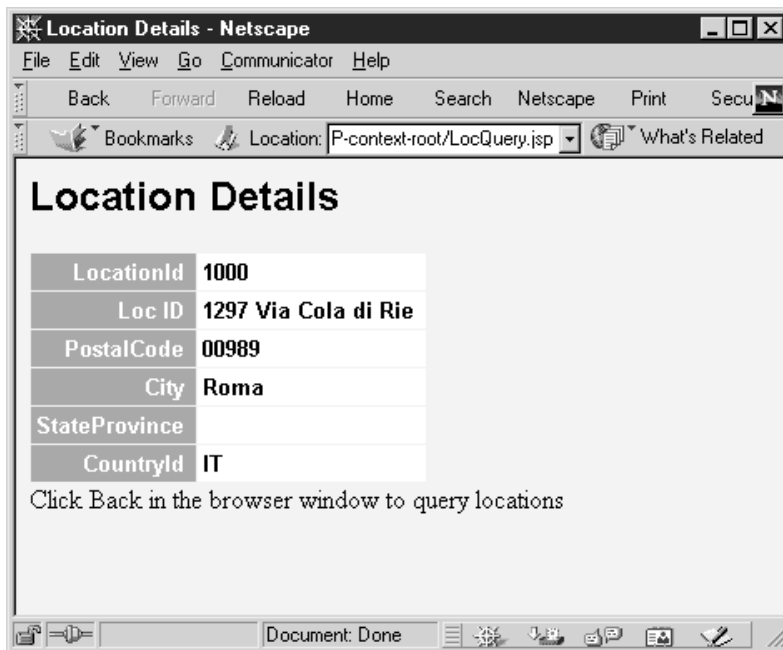 Location Details - Netscape
File Edit View Go Communicator Help
Back Forward Reload Home Search Netscape Print Secu N
Bookmarks Location: P-context-root/LocQuery.jsp What's Related
Location Details
LocationId 1000
Loc ID 1297 Via Cola di Rie
PostalCode 00989
City Roma
StateProvince
CountryId IT
Click Back in the browser window to query locations
Document: Done